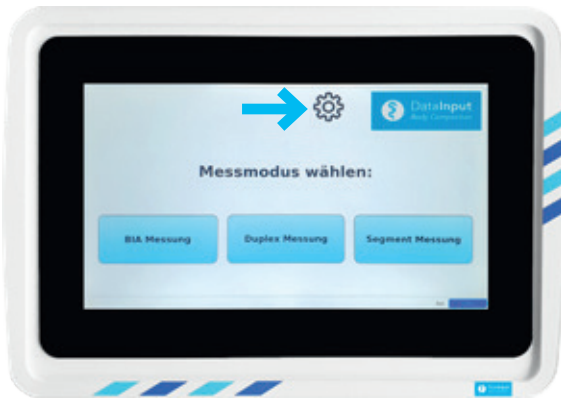 DataInput
Body Composition
Messmodus wählen:
BIA Messung
Duplex Messung
Segment Messung